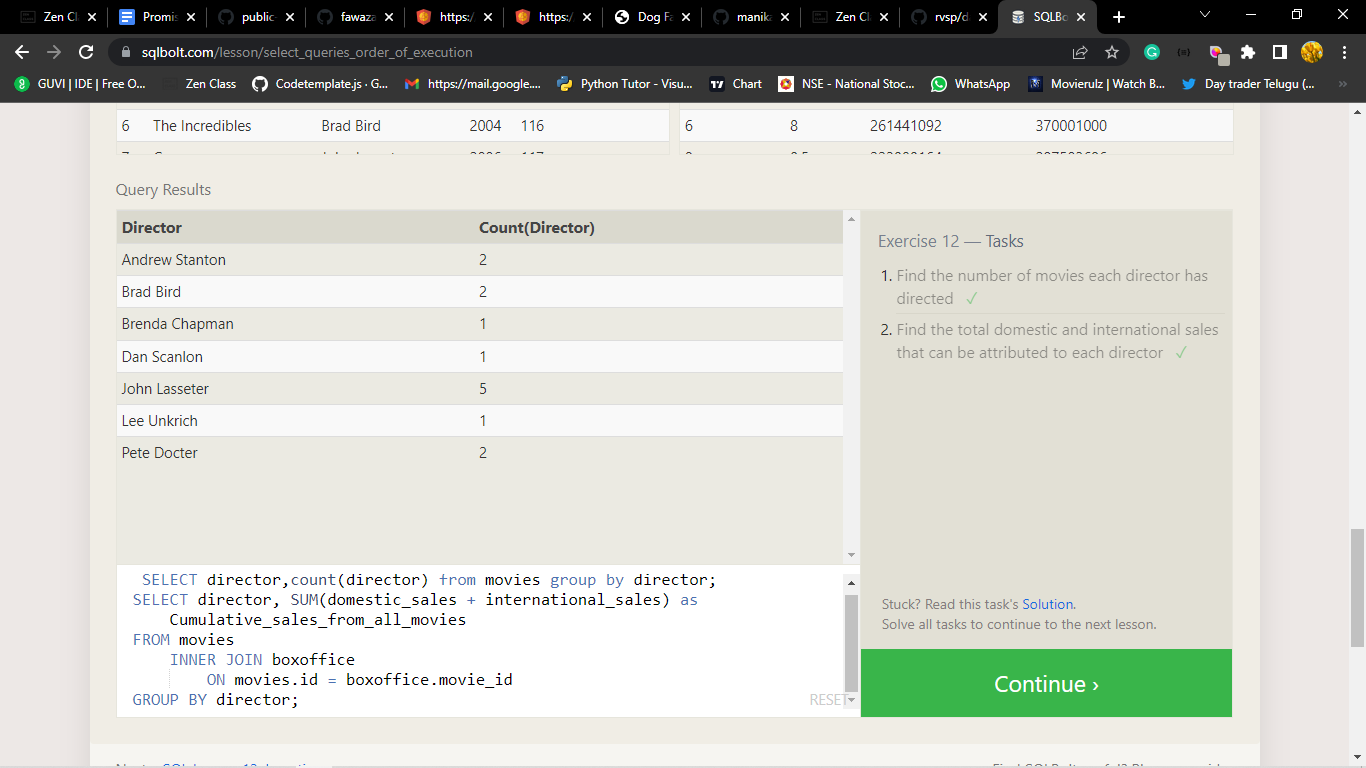 Zen Cl
Promis
public-
fawaza
https:/
https:/
Dog Fa
manika
Zen Cl
rvsp/d
SQLBo
sqlbolt.com/lesson/select_queries_order_of_execution
GUVI | IDE | Free O...
Zen Class
Codetemplate.js · G...
https://mail.google....
Python Tutor - Visu...
Chart
NSE - National Stoc...
WhatsApp
Movierulz | Watch B...
Day trader Telugu (...
»
6 The Incredibles Brad Bird 2004 116
6 8 261441092 370001000
Query Results
Director Count(Director)
Andrew Stanton 2
Brad Bird 2
Brenda Chapman 1
Dan Scanlon 1
John Lasseter 5
Lee Unkrich 1
Pete Docter 2
Exercise 12 — Tasks
1. Find the number of movies each director has
directed ✓
2. Find the total domestic and international sales
that can be attributed to each director ✓
SELECT director,count(director) from movies group by director;
SELECT director, SUM(domestic_sales + international_sales) as
Cumulative_sales_from_all_movies
FROM movies
INNER JOIN boxoffice
ON movies.id = boxoffice.movie_id
GROUP BY director;
RESET
Stuck? Read this task's Solution.
Solve all tasks to continue to the next lesson.
Continue ›